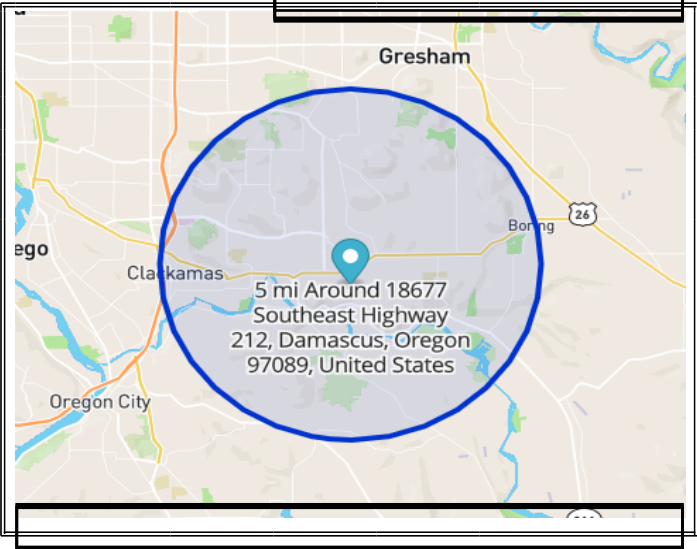 Gresham
26
Boring
ego
Clackamas
5 mi Around 18677
Southeast Highway
212, Damascus, Oregon
97089, United States
Oregon City